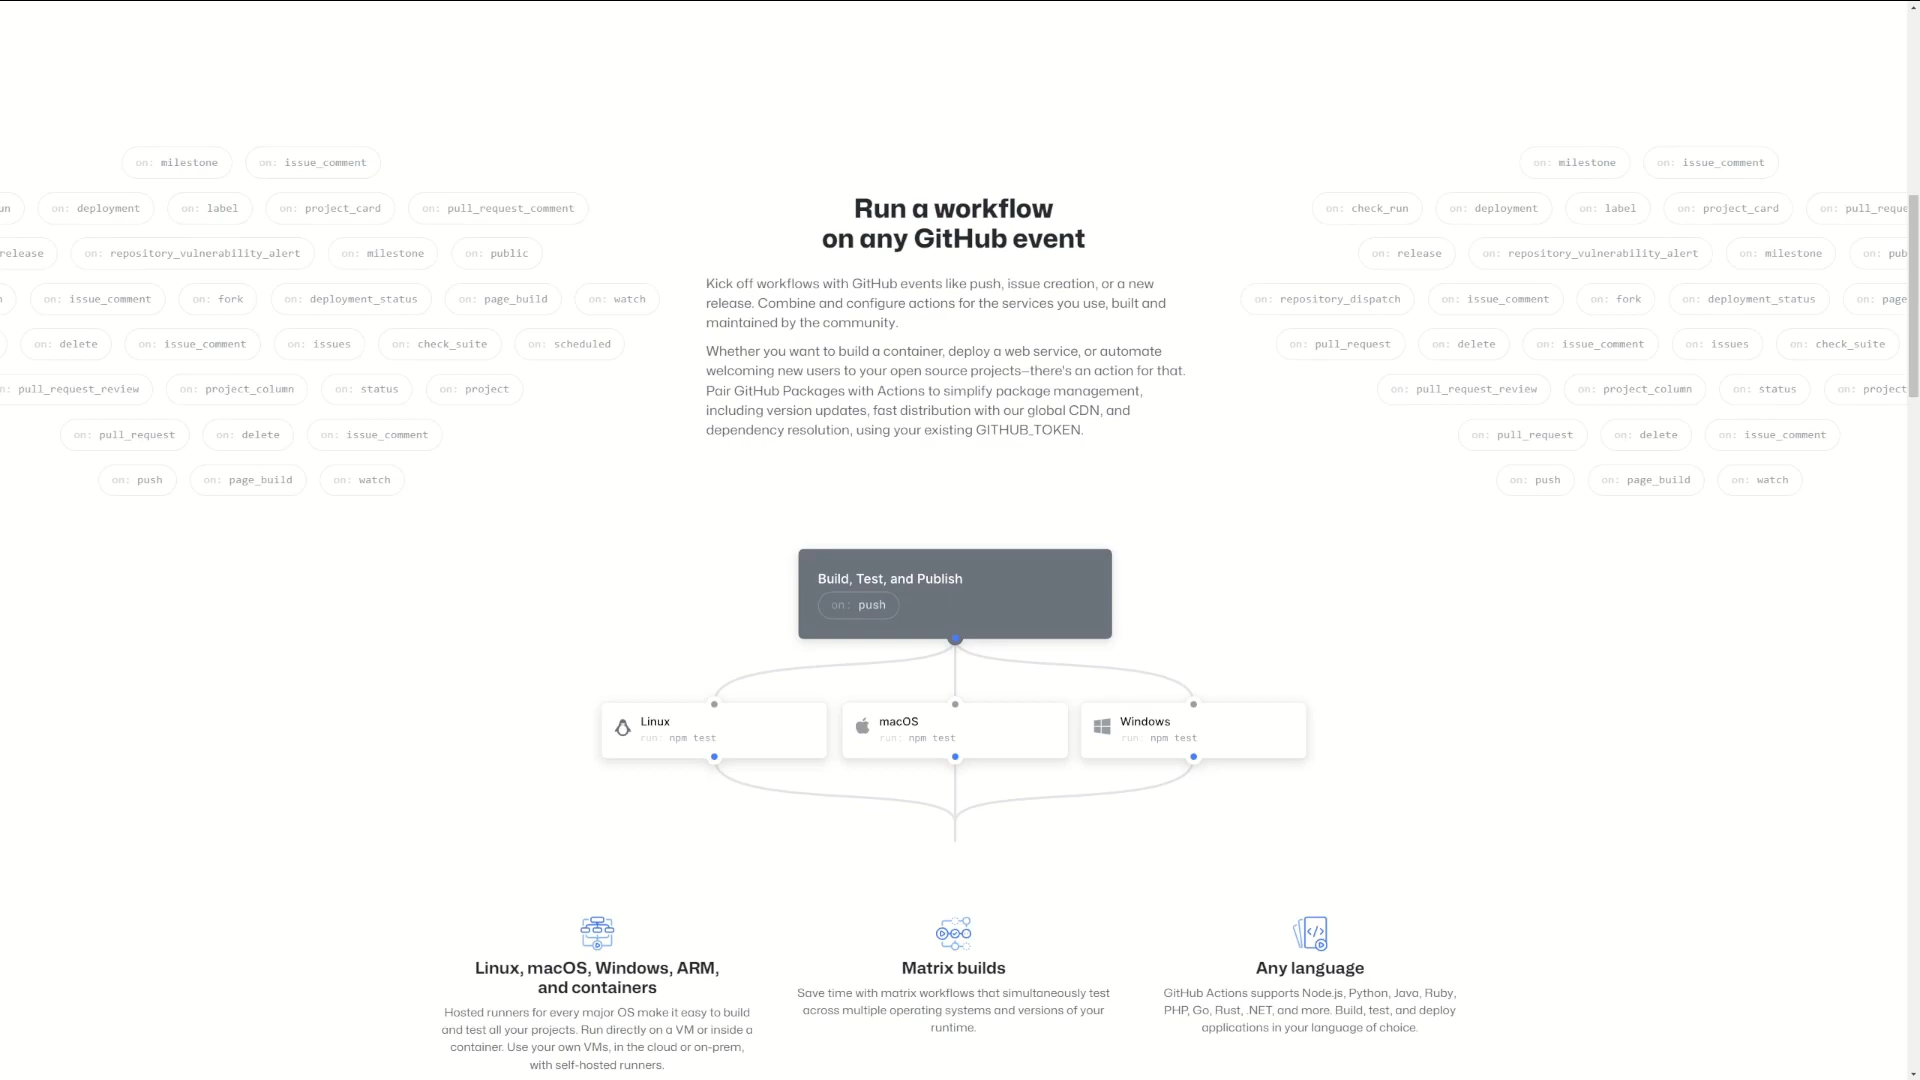 on: milestone
on: issue_comment
on: milestone
on: issue_comment
un
on: deployment
on: label
on: project_card
on: pull_request_comment
on: check_run
on: deployment
on: label
on: project_card
on: pull_reque
release
on: repository_vulnerability_alert
on: milestone
on: public
on: release
on: repository_vulnerability_alert
on: milestone
on: pub
on: issue_comment
on: fork
on: deployment_status
on: page_build
on: watch
on: repository_dispatch
on: issue_comment
on: fork
on: deployment_status
on: page
on: delete
on: issue_comment
on: issues
on: check_suite
on: scheduled
on: pull_request
on: delete
on: issue_comment
on: issues
on: check_suite
n: pull_request_review
on: project_column
on: status
on: project
on: pull_request_review
on: project_column
on: status
on: project
on: pull_request
on: delete
on: issue_comment
on: pull_request
on: delete
on: issue_comment
on: push
on: page_build
on: watch
on: push
on: page_build
on: watch
Run a workflow
on any GitHub event
Kick off workflows with GitHub events like push, issue creation, or a new
release. Combine and configure actions for the services you use, built and
maintained by the community.
Whether you want to build a container, deploy a web service, or automate
welcoming new users to your open source projects—there's an action for that.
Pair GitHub Packages with Actions to simplify package management,
including version updates, fast distribution with our global CDN, and
dependency resolution, using your existing GITHUB_TOKEN.
Build, Test, and Publish
on: push
Linux
run: npm test
macOS
run: npm test
Windows
run: npm test
Linux, macOS, Windows, ARM,
and containers
Hosted runners for every major OS make it easy to build
and test all your projects. Run directly on a VM or inside a
container. Use your own VMs, in the cloud or on-prem,
with self-hosted runners.
Matrix builds
Save time with matrix workflows that simultaneously test
across multiple operating systems and versions of your
runtime.
Any language
GitHub Actions supports Node.js, Python, Java, Ruby,
PHP, Go, Rust, .NET, and more. Build, test, and deploy
applications in your language of choice.